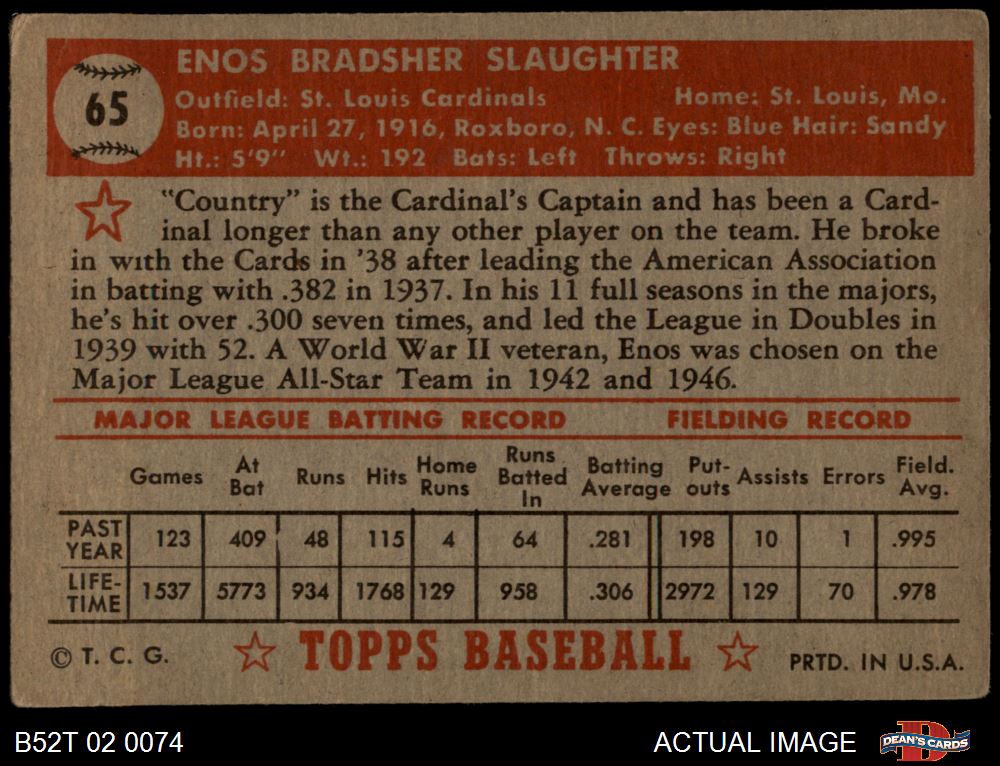 65
ENOS BRADSHER SLAUGHTER
Outfield: St. Louis Cardinals Home: St. Louis, Mo.
Born: April 27, 1916, Roxboro, N. C. Eyes: Blue Hair: Sandy
Ht.: 5'9" Wt.: 192 Bats: Left Throws: Right
"Country" is the Cardinal's Captain and has been a Card-
inal longer than any other player on the team. He broke
in with the Cards in '38 after leading the American Association
in batting with .382 in 1937. In his 11 full seasons in the majors,
he's hit over .300 seven times, and led the League in Doubles in
1939 with 52. A World War II veteran, Enos was chosen on the
Major League All-Star Team in 1942 and 1946.
MAJOR LEAGUE BATTING RECORD FIELDING RECORD
Games At Bat Runs Hits Home Runs Runs Batted In Batting Average Put-outs Assists Errors Field. Avg.
PAST YEAR 123 409 48 115 4 64 .281 198 10 1 .995
LIFE-TIME 1537 5773 934 1768 129 958 .306 2972 129 70 .978
© T. C. G. TOPPS BASEBALL PRTD. IN U.S.A.
B52T 02 0074 ACTUAL IMAGE D DEAN'S CARDS